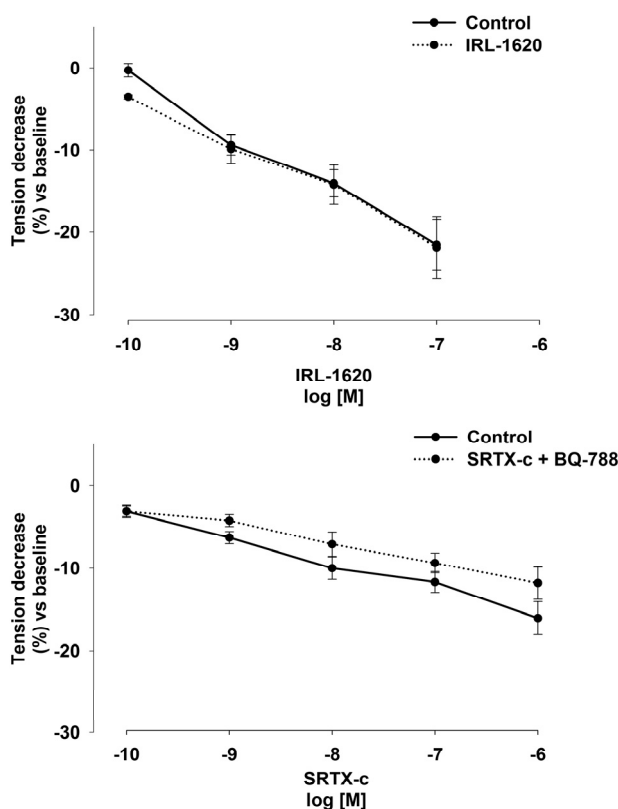 Control
IRL-1620
Tension decrease
(%) vs baseline
0
-10
-20
-30
-10 -9 -8 -7 -6
IRL-1620
log [M]
Control
SRTX-c + BQ-788
Tension decrease
(%) vs baseline
0
-10
-20
-30
-10 -9 -8 -7 -6
SRTX-c
log [M]